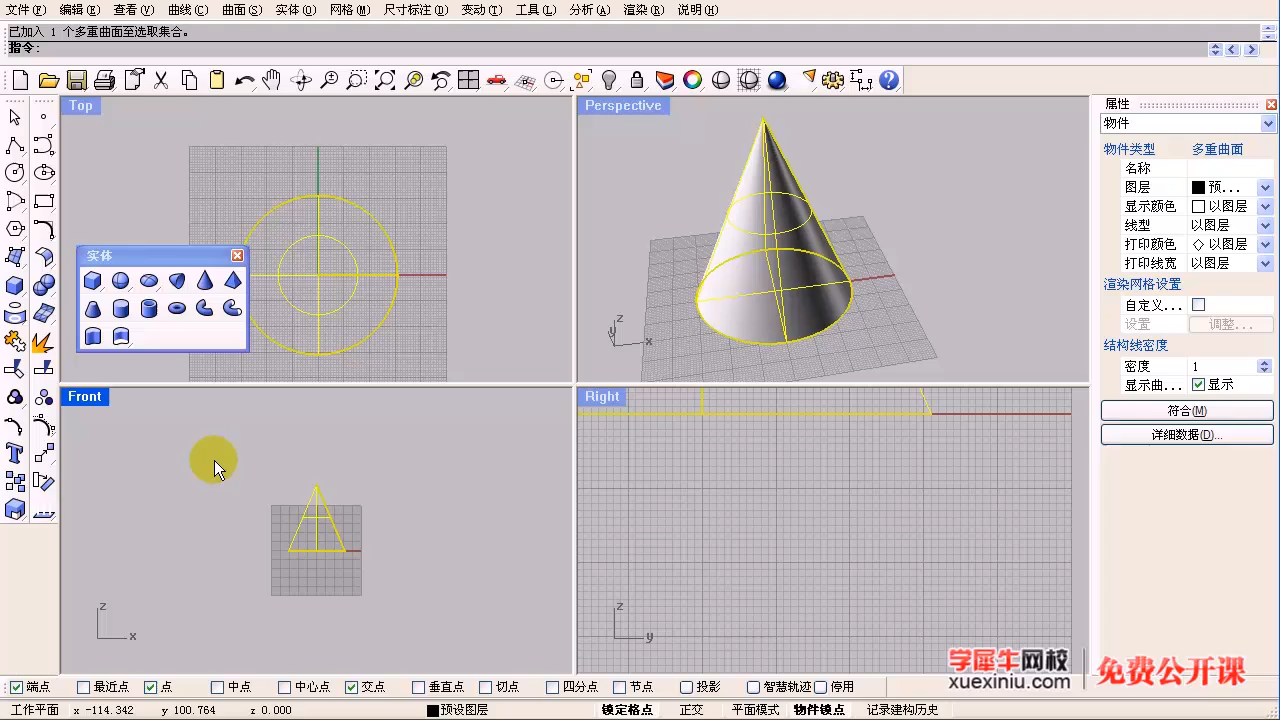 文件(F) 编辑(E) 查看(V) 曲线(C) 曲面(S) 实体(O) 网格(M) 尺寸标注(D) 变动(T) 工具(L) 分析(A) 渲染(R) 说明(H)
已加入 1 个多重曲面至选取集合。
指令:
Top
Perspective
属性
物件
物件类型 多重曲面
名称
图层 预...
显示颜色 以图层
线型 以图层
打印颜色 以图层
打印线宽 以图层
渲染网格设置
自定义...
设置 调整...
结构线密度
密度 1
显示曲... 显示
符合(M)
详细数据(D)...
实体
z
y
x
Front
Right
z
x
z
y
学犀牛网校
xuexiniu.com
免费公开课
端点 最近点 点 中点 中心点 交点 垂直点 切点 四分点 节点 投影 智慧轨迹 停用
工作平面 x -114.342 y 100.764 z 0.000 预设图层 锁定格点 正交 平面模式 物件锁点 记录建构历史